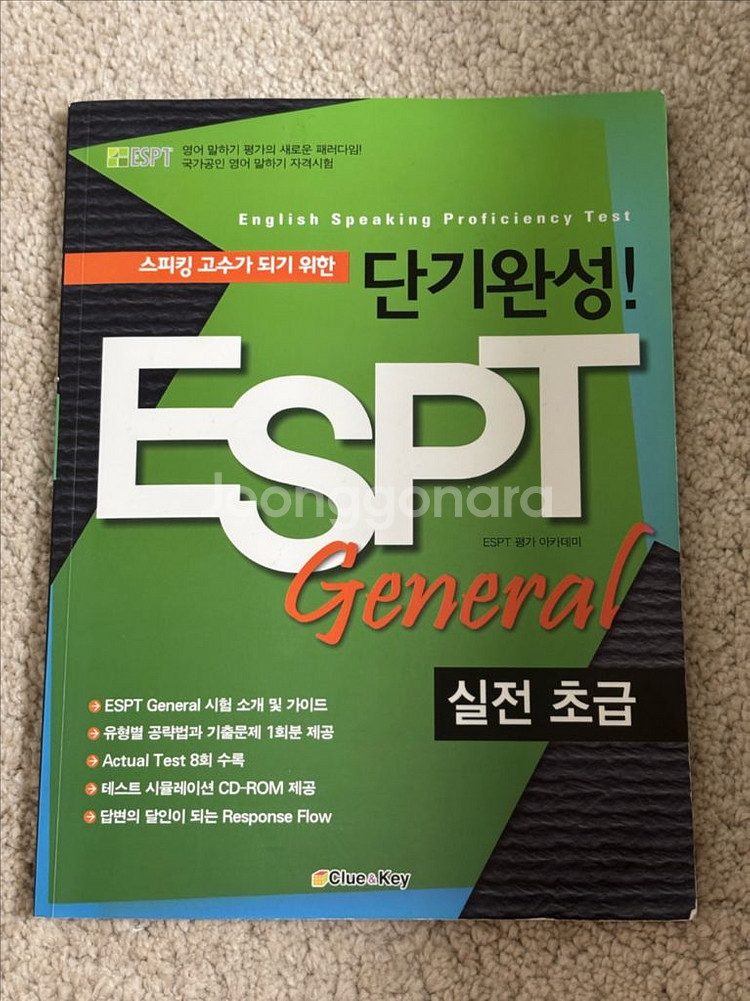 ESPT
영어 말하기 평가의 새로운 패러다임!
국가공인 영어 말하기 자격시험
English Speaking Proficiency Test
스피킹 고수가 되기 위한
단기완성!
ESPT
joonggonara
ESPT 평가 아카데미
General
실전 초급
ESPT General 시험 소개 및 가이드
유형별 공략법과 기출문제 1회분 제공
Actual Test 8회 수록
테스트 시뮬레이션 CD-ROM 제공
답변의 달인이 되는 Response Flow
Clue & Key